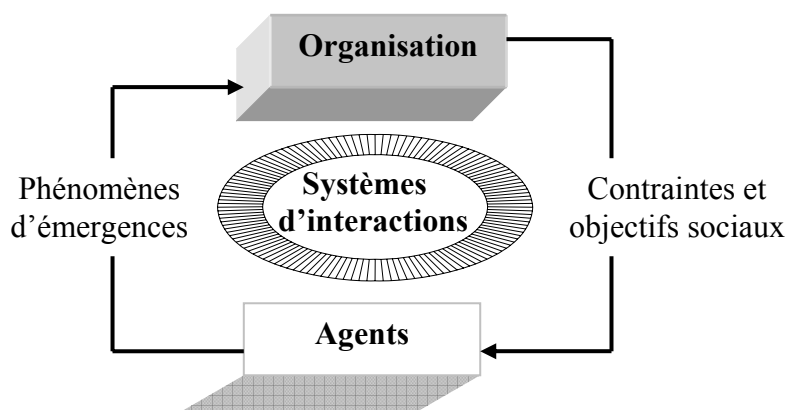 Organisation
Phénomènes
d’émergences
Systèmes
d’interactions
Contraintes et
objectifs sociaux
Agents